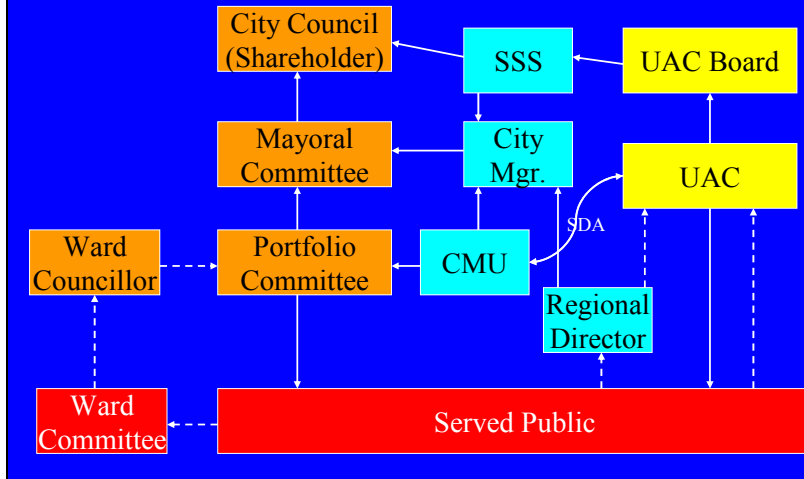 City Council
(Shareholder)
SSS
UAC Board
Mayoral
Committee
City
Mgr.
UAC
SDA
Ward
Councillor
Portfolio
Committee
CMU
Regional
Director
Ward
Committee
Served Public